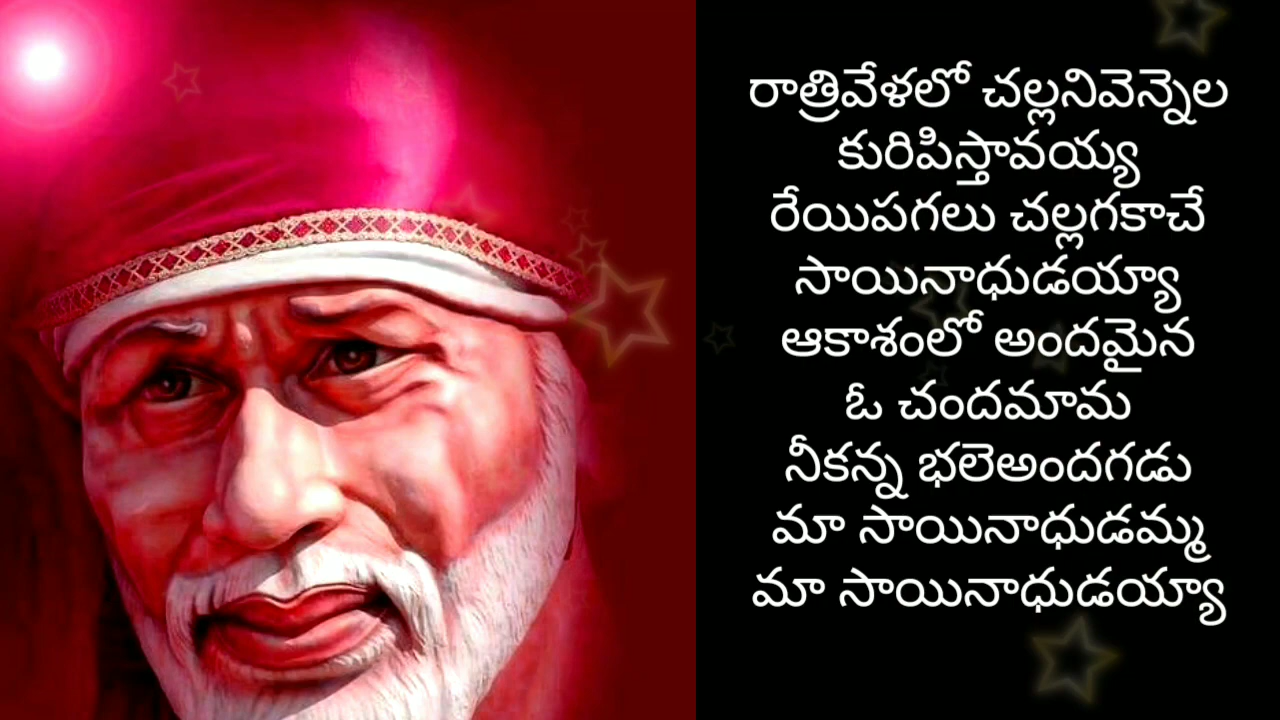 రాత్రివేళలో చల్లనివెన్నెల
కురిపిస్తావయ్య
రేయిపగలు చల్లగకాచే
సాయినాధుడయ్యా
ఆకాశంలో అందమైన
ఓ చందమామ
నీకన్న భలెఅందగడు
మా సాయినాధుడమ్మ
మా సాయినాధుడయ్యా